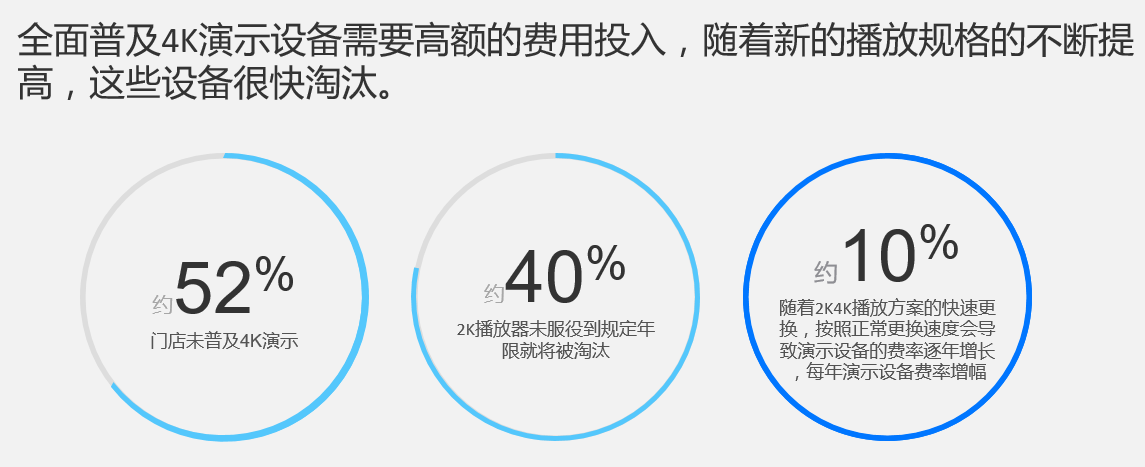 全面普及4K演示设备需要高额的费用投入，随着新的播放规格的不断提
高，这些设备很快淘汰。
约52%
门店未普及4K演示
约40%
2K播放器未服役到规定年
限就将被淘汰
约10%
随着2K4K播放方案的快速更
换，按照正常更换速度会导
致演示设备的费率逐年增长
，每年演示设备费率增幅